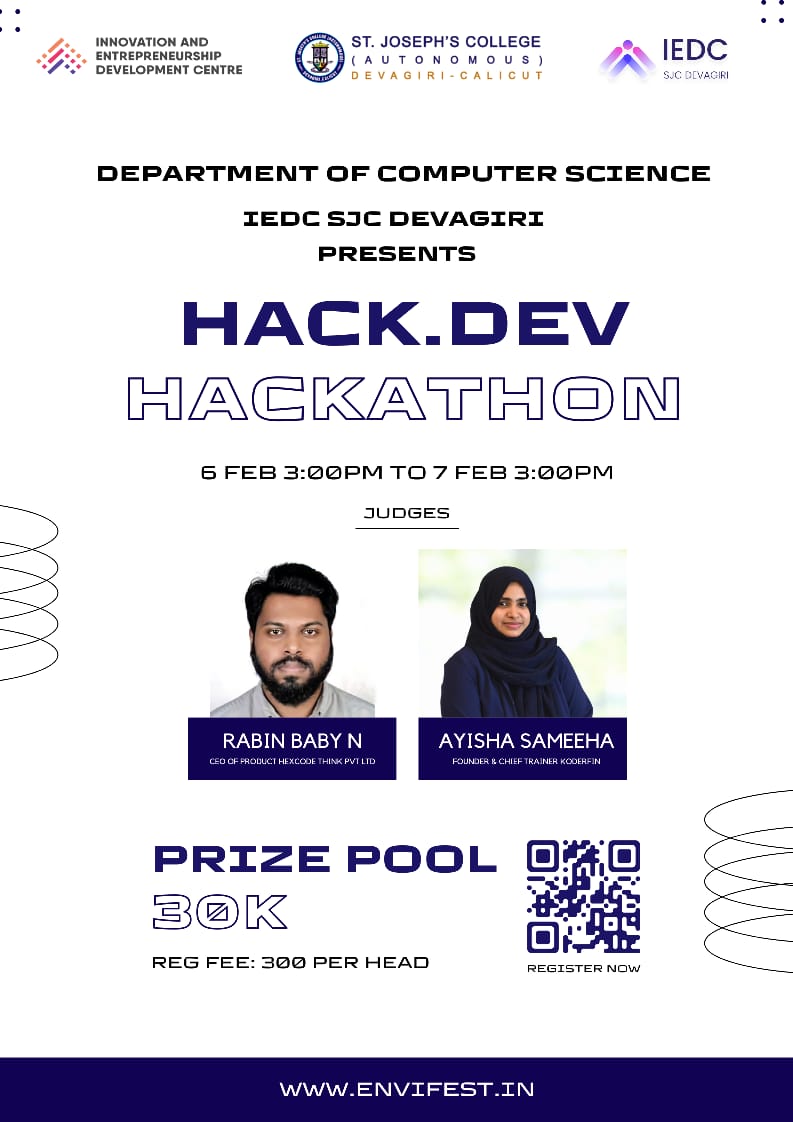 INNOVATION AND
ENTREPRENEURSHIP
DEVELOPMENT CENTRE
ST. JOSEPH'S COLLEGE
(AUTONOMOUS)
DEVAGIRI-CALICUT
IEDC
SJC DEVAGIRI
DEPARTMENT OF COMPUTER SCIENCE
IEDC SJC DEVAGIRI
PRESENTS
HACK.DEV
HACKATHON
6 FEB 3:00PM TO 7 FEB 3:00PM
JUDGES
RABIN BABY N
CEO OF PRODUCT HEXCODE THINK PVT LTD
AYISHA SAMEEHA
FOUNDER & CHIEF TRAINER KODERFIN
PRIZE POOL
30K
REG FEE: 300 PER HEAD
REGISTER NOW
WWW.ENVIFEST.IN